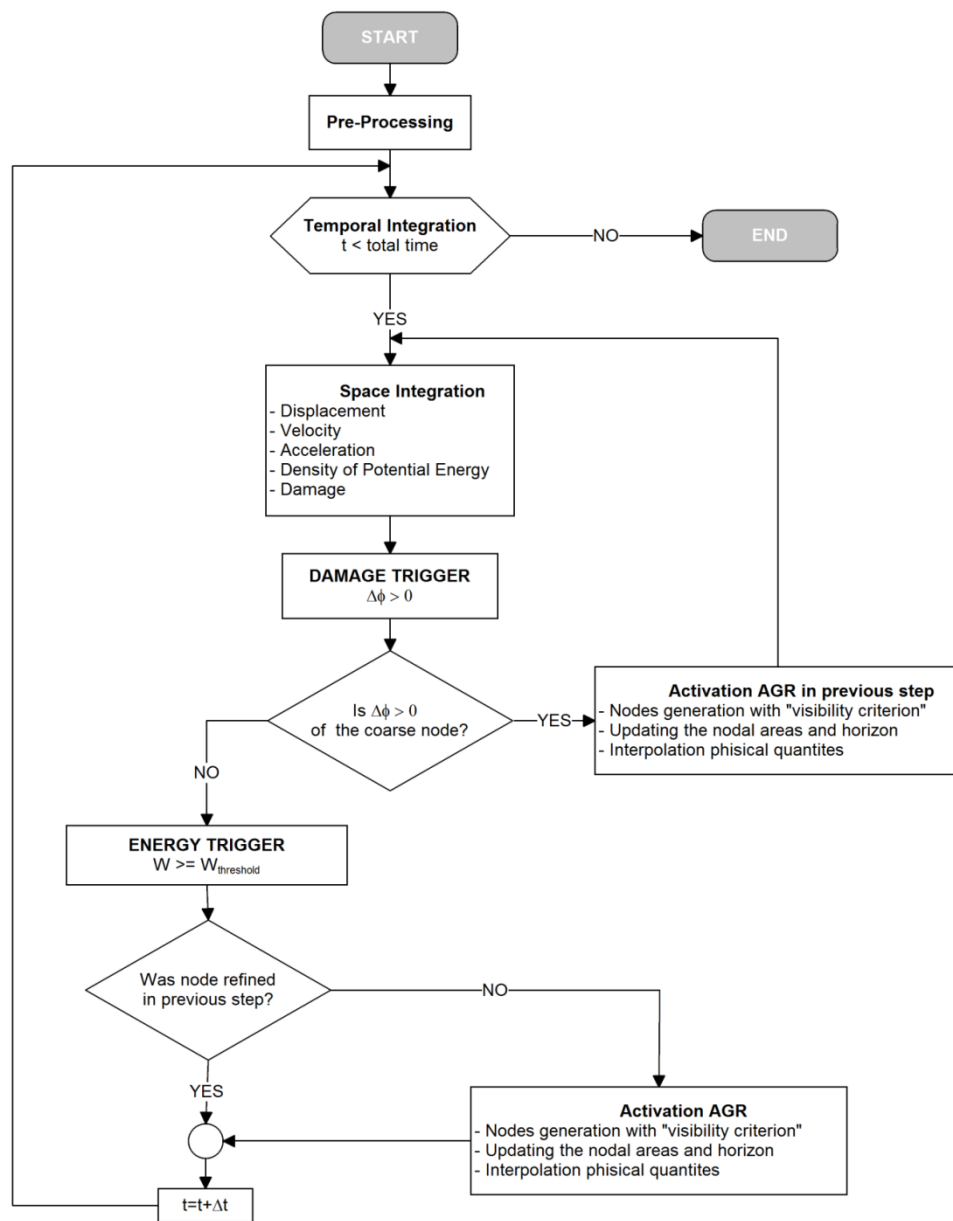 START
Pre-Processing
Temporal Integration
t < total time
NO
END
YES
Space Integration
- Displacement
- Velocity
- Acceleration
- Density of Potential Energy
- Damage
DAMAGE TRIGGER
Δϕ > 0
Is Δϕ > 0
of the coarse node?
YES
Activation AGR in previous step
- Nodes generation with "visibility criterion"
- Updating the nodal areas and horizon
- Interpolation phisical quantites
NO
ENERGY TRIGGER
W >= Wthreshold
Was node refined
in previous step?
NO
YES
Activation AGR
- Nodes generation with "visibility criterion"
- Updating the nodal areas and horizon
- Interpolation phisical quantites
t=t+Δt